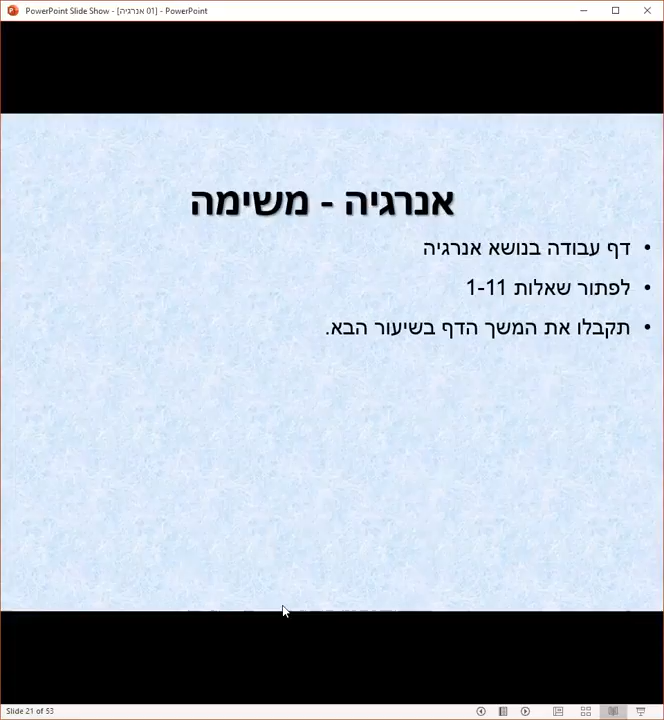 PowerPoint Slide Show - [01 אנרגיה] - PowerPoint
אנרגיה - משימה
• דף עבודה בנושא אנרגיה
• לפתור שאלות 1-11
• תקבלו את המשך הדף בשיעור הבא.
Slide 21 of 53